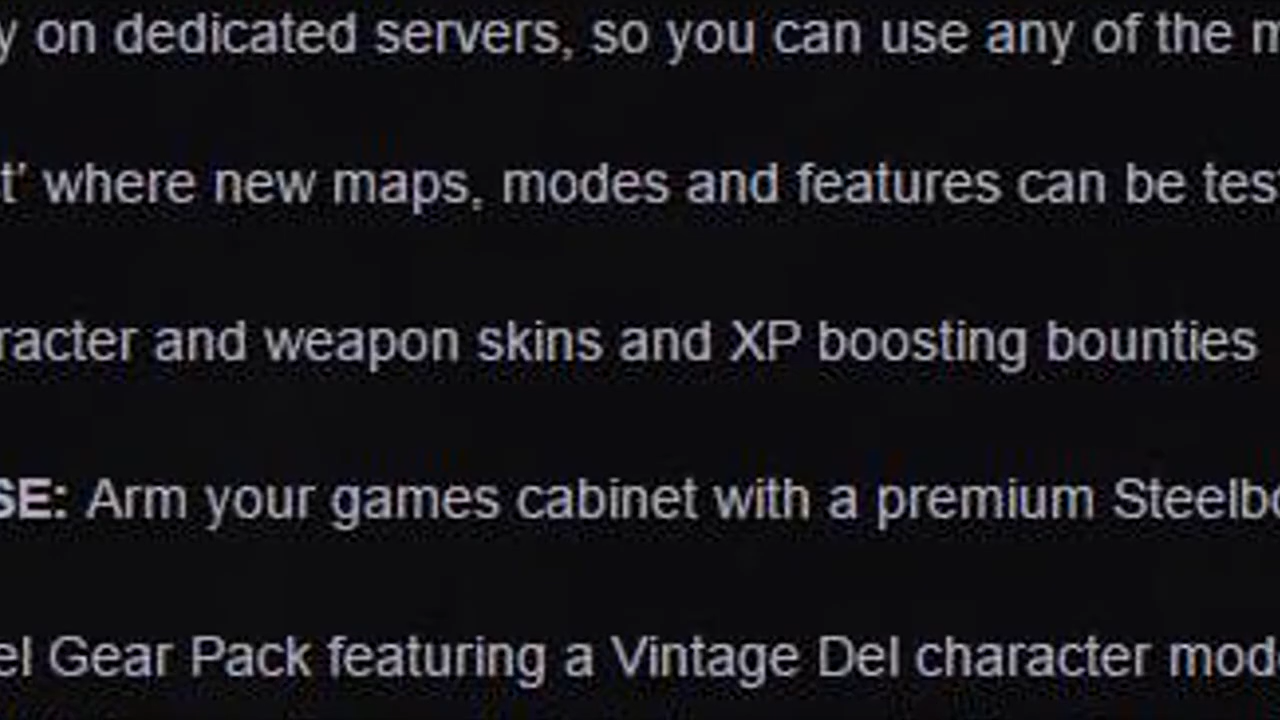 y on dedicated servers, so you can use any of the m
t' where new maps, modes and features can be tes
racter and weapon skins and XP boosting bounties
SE: Arm your games cabinet with a premium Steelbo
el Gear Pack featuring a Vintage Del character mod